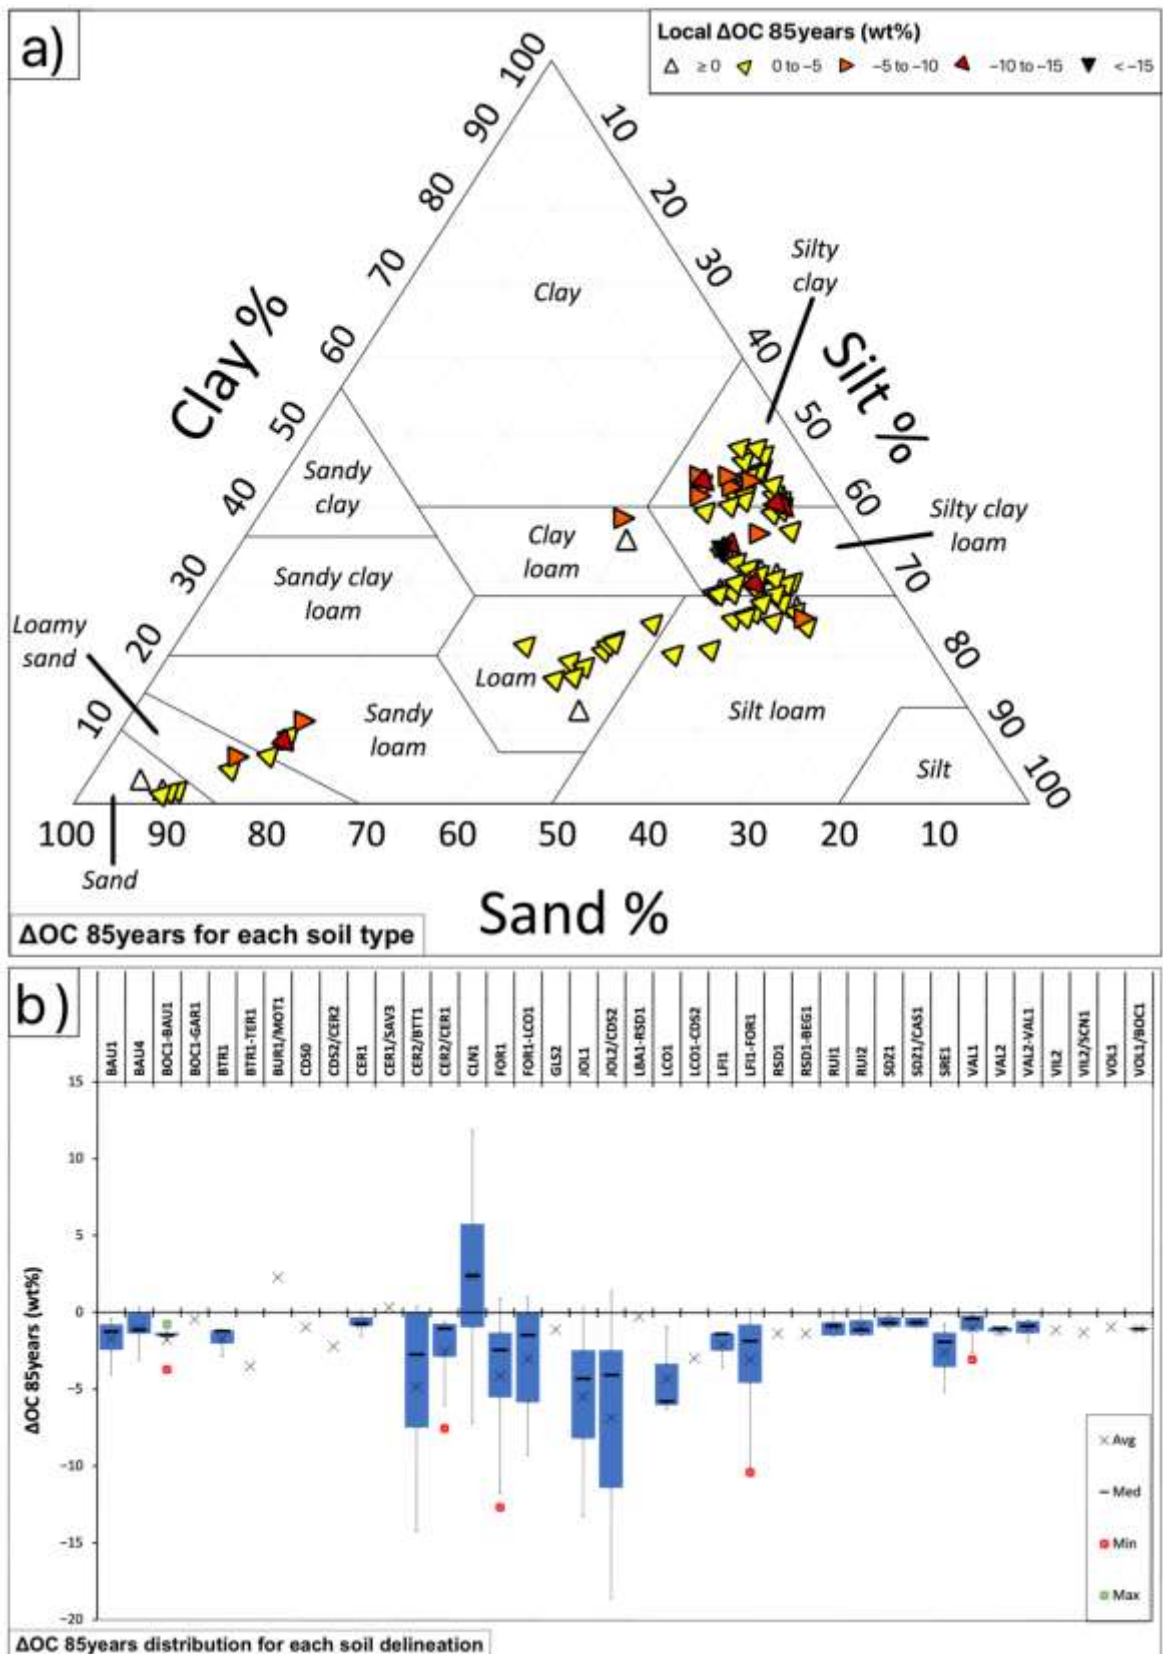 a)
Local ΔOC 85years (wt%)
≥ 0 0 to −5 −5 to −10 −10 to −15 < −15
100
90
80
70
60
50
40
30
20
10
Clay %
10
20
30
40
50
60
70
80
90
100
Silt %
100 90 80 70 60 50 40 30 20 10
Sand %
Clay
Silty
clay
Sandy
clay
Clay
loam
Silty clay
loam
Sandy clay
loam
Loamy
sand
Loam
Sandy
loam
Silt loam
Silt
Sand
ΔOC 85years for each soil type
b)
BAU1
BAU4
BOC1-BAU1
BOC1-GAR1
BTR1
BTR1-TER1
BUR1/MOT1
CDS0
CDS2/CER2
CER1
CER1/SAV3
CER2/BTT1
CER2/CER1
CLN1
FOR1
FOR1-LCO1
GLS2
JOL1
JOL2/CDS2
LBA1-RSD1
LCO1
LCO1-CDS2
LFI1
LFI1-FOR1
RSD1
RSD1-BEG1
RUI1
RUI2
SDZ1
SDZ1/CAS1
SRE1
VAL1
VAL2
VAL2-VAL1
VIL2
VIL2/SCN1
VOL1
VOL1/BOC1
15
10
5
0
−5
−10
−15
−20
ΔOC 85years (wt%)
Avg
Med
Min
Max
ΔOC 85years distribution for each soil delineation